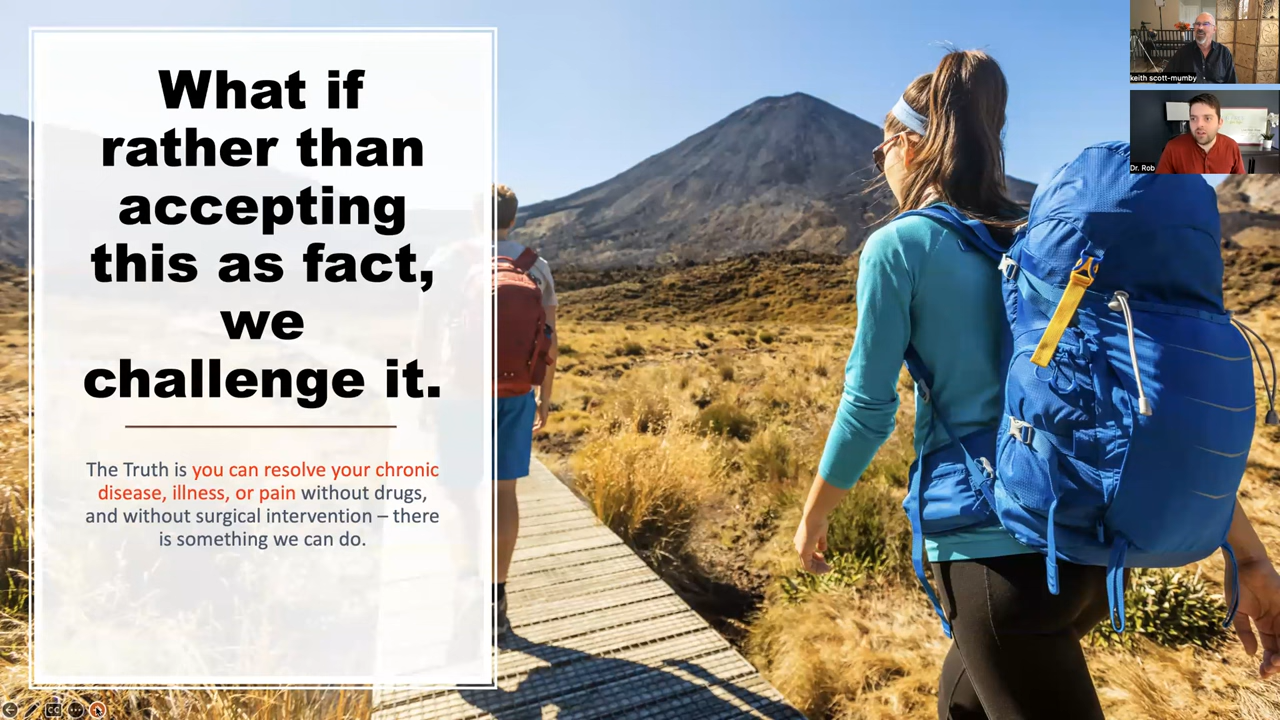 What if
rather than
accepting
this as fact,
we
challenge it.
The Truth is you can resolve your chronic
disease, illness, or pain without drugs,
and without surgical intervention – there
is something we can do.
keith scott-mumby
Dr. Rob
CC